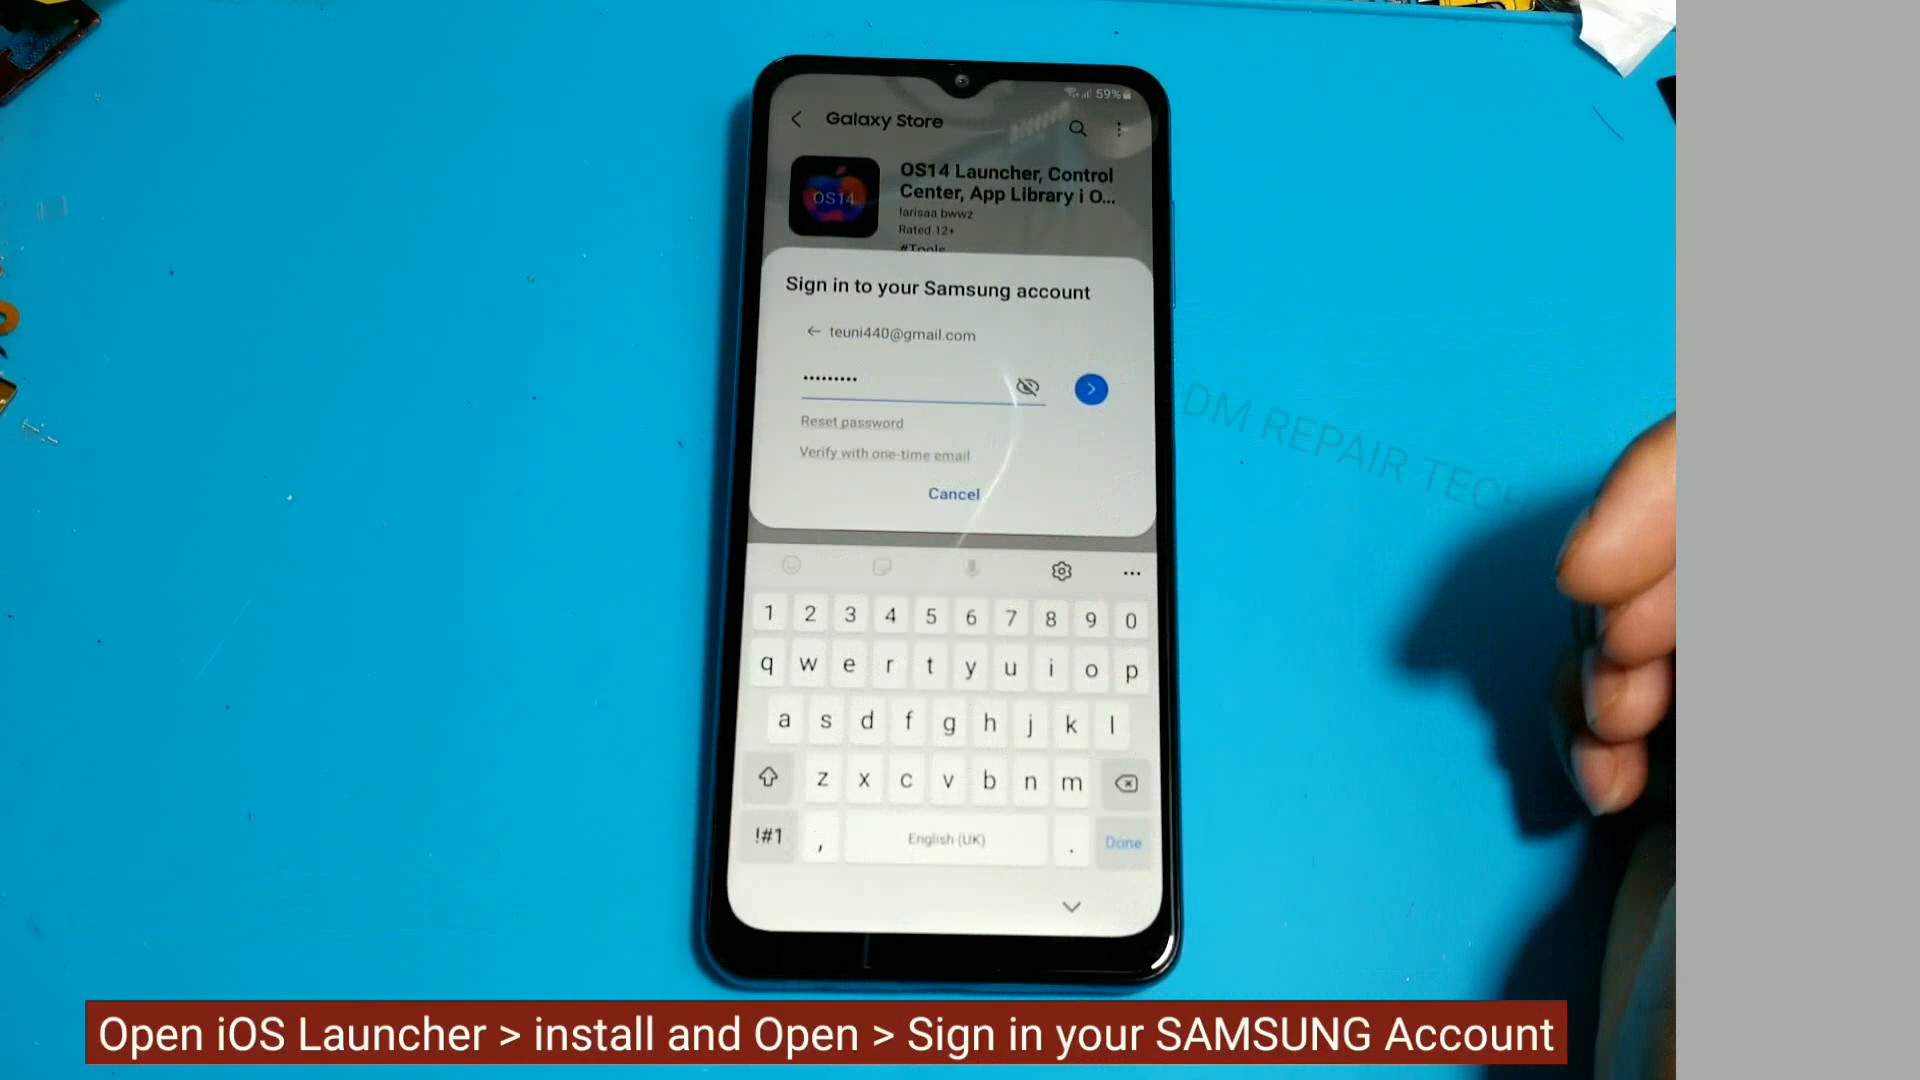 59%
Galaxy Store
OS14
OS14 Launcher, Control
Center, App Library i O...
larisaa bwwz
Rated 12+
#Tools
Sign in to your Samsung account
teuni440@gmail.com
•••••••••
Reset password
Verify with one-time email
Cancel
DM REPAIR TECH
1 2 3 4 5 6 7 8 9 0
q w e r t y u i o p
a s d f g h j k l
z x c v b n m
!#1 , English (UK) . Done
Open iOS Launcher > install and Open > Sign in your SAMSUNG Account